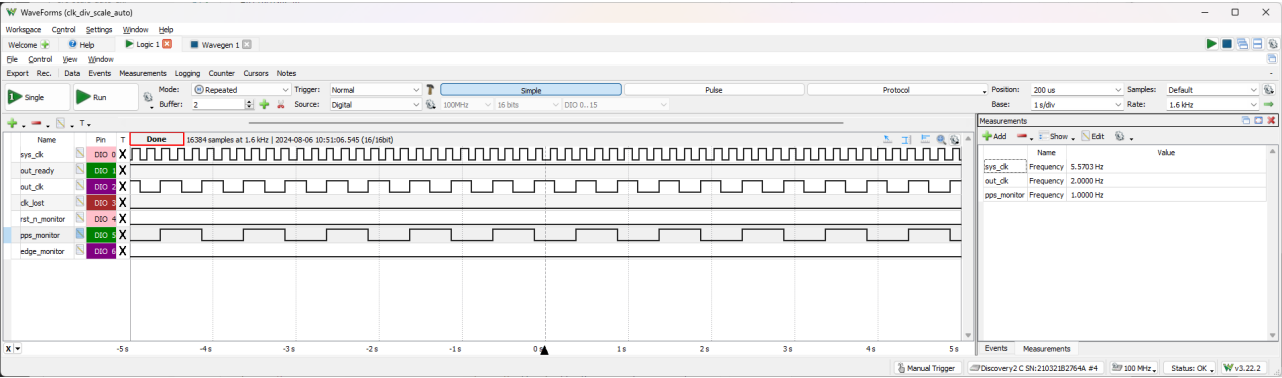 WaveForms (clk_div_scale_auto)
Workspace Control Settings Window Help
Welcome Help Logic 1 Wavegen 1
File Control View Window
Export Rec. Data Events Measurements Logging Counter Cursors Notes
Single Run Mode: Repeated Trigger: Normal Simple Pulse Protocol Position: 200 us Samples: Default
Buffer: 2 Source: Digital 100MHz 16 bits DIO 0..15 Base: 1 s/div Rate: 1.6 kHz
T
Measurements
Add Show Edit
Name Pin T Done 16384 samples at 1.6 kHz | 2024-08-06 10:51:06.545 (16/16bit)
Name Value
sys_clk DIO 0 X
out_ready DIO 1 X
out_clk DIO 2 X
clk_lost DIO 3 X
rst_n_monitor DIO 4 X
pps_monitor DIO 5 X
edge_monitor DIO 6 X
sys_clk Frequency 5.5703 Hz
out_clk Frequency 2.0000 Hz
pps_monitor Frequency 1.0000 Hz
X -5 s -4 s -3 s -2 s -1 s 0 s 1 s 2 s 3 s 4 s 5 s
Events Measurements
Manual Trigger Discovery2 C SN:210321B2764A #4 100 MHz Status: OK v3.22.2